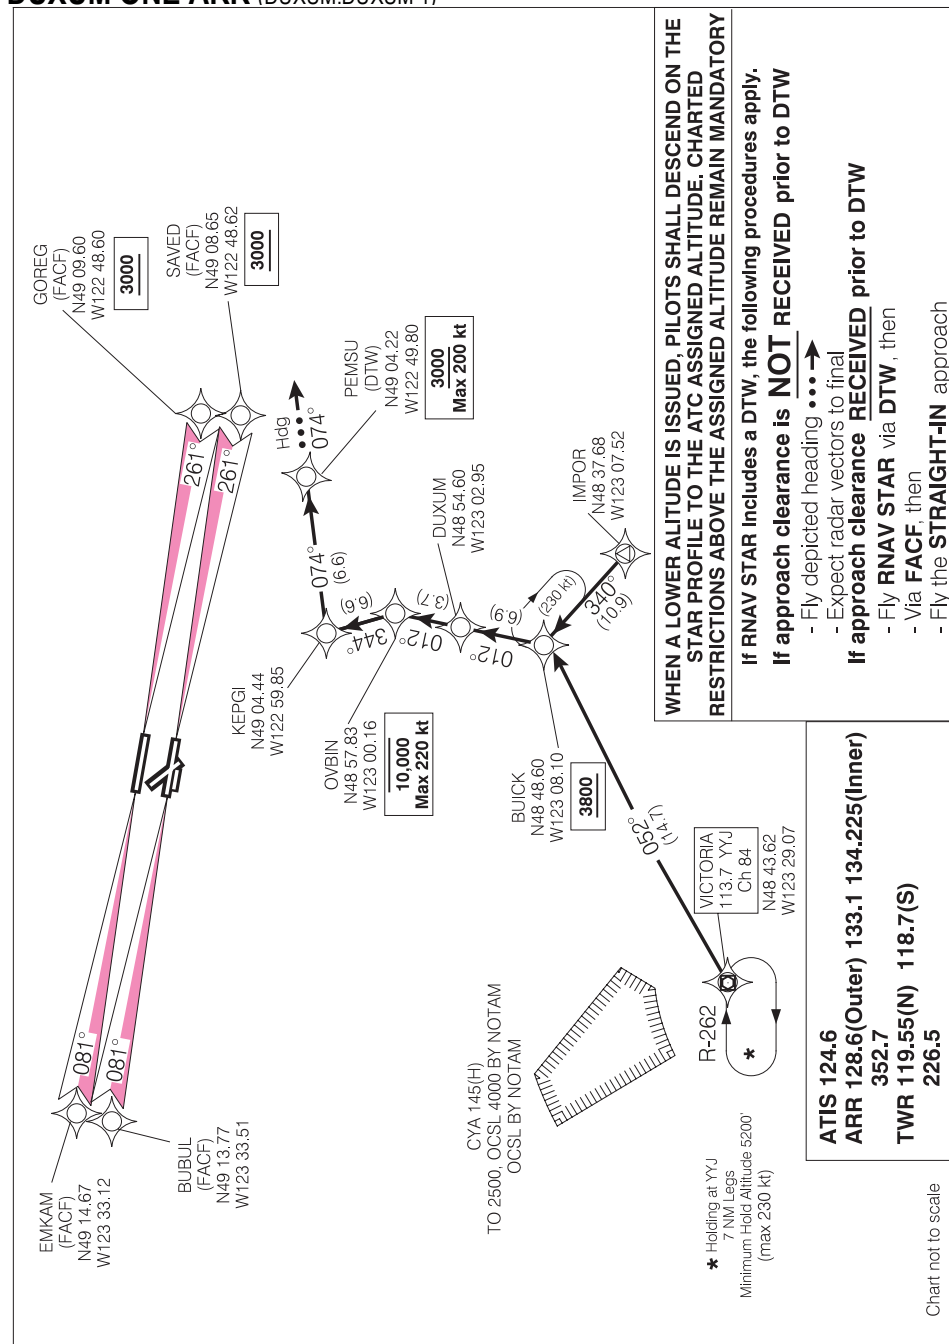 DUXUM ONE ARR (DUXUM.DUXUM 1)
GOREG
(FACF)
N49 09.60
W122 48.60
3000
SAVED
(FACF)
N49 08.65
W122 48.62
3000
261°
261°
Hdg
074°
PEMSU
(DTW)
N49 04.22
W122 49.80
3000
Max 200 kt
074°
(6.6)
KEPGI
N49 04.44
W122 59.85
344°
(6.6)
OVBIN
N48 57.83
W123 00.16
10,000
Max 220 kt
012°
(3.7)
DUXUM
N48 54.60
W123 02.95
012°
(6.9)
(230 kt)
BUICK
N48 48.60
W123 08.10
3800
340°
(10.9)
IMPOR
N48 37.68
W123 07.52
052°
(14.7)
VICTORIA
113.7 YYJ
Ch 84
N48 43.62
W123 29.07
R-262
*
EMKAM
(FACF)
N49 14.67
W123 33.12
081°
081°
BUBUL
(FACF)
N49 13.77
W123 33.51
CYA 145(H)
TO 2500, OCSL 4000 BY NOTAM
OCSL BY NOTAM
* Holding at YYJ
7 NM Legs
Minimum Hold Altitude 5200'
(max 230 kt)
WHEN A LOWER ALITUDE IS ISSUED, PILOTS SHALL DESCEND ON THE
STAR PROFILE TO THE ATC ASSIGNED ALTITUDE. CHARTED
RESTRICTIONS ABOVE THE ASSIGNED ALTITUDE REMAIN MANDATORY
If RNAV STAR Includes a DTW, the following procedures apply.
If approach clearance is NOT RECEIVED prior to DTW
- Fly depicted heading
- Expect radar vectors to final
If approach clearance RECEIVED prior to DTW
- Fly RNAV STAR via DTW, then
- Via FACF, then
- Fly the STRAIGHT-IN approach
ATIS 124.6
ARR 128.6(Outer) 133.1 134.225(Inner)
352.7
TWR 119.55(N) 118.7(S)
226.5
Chart not to scale